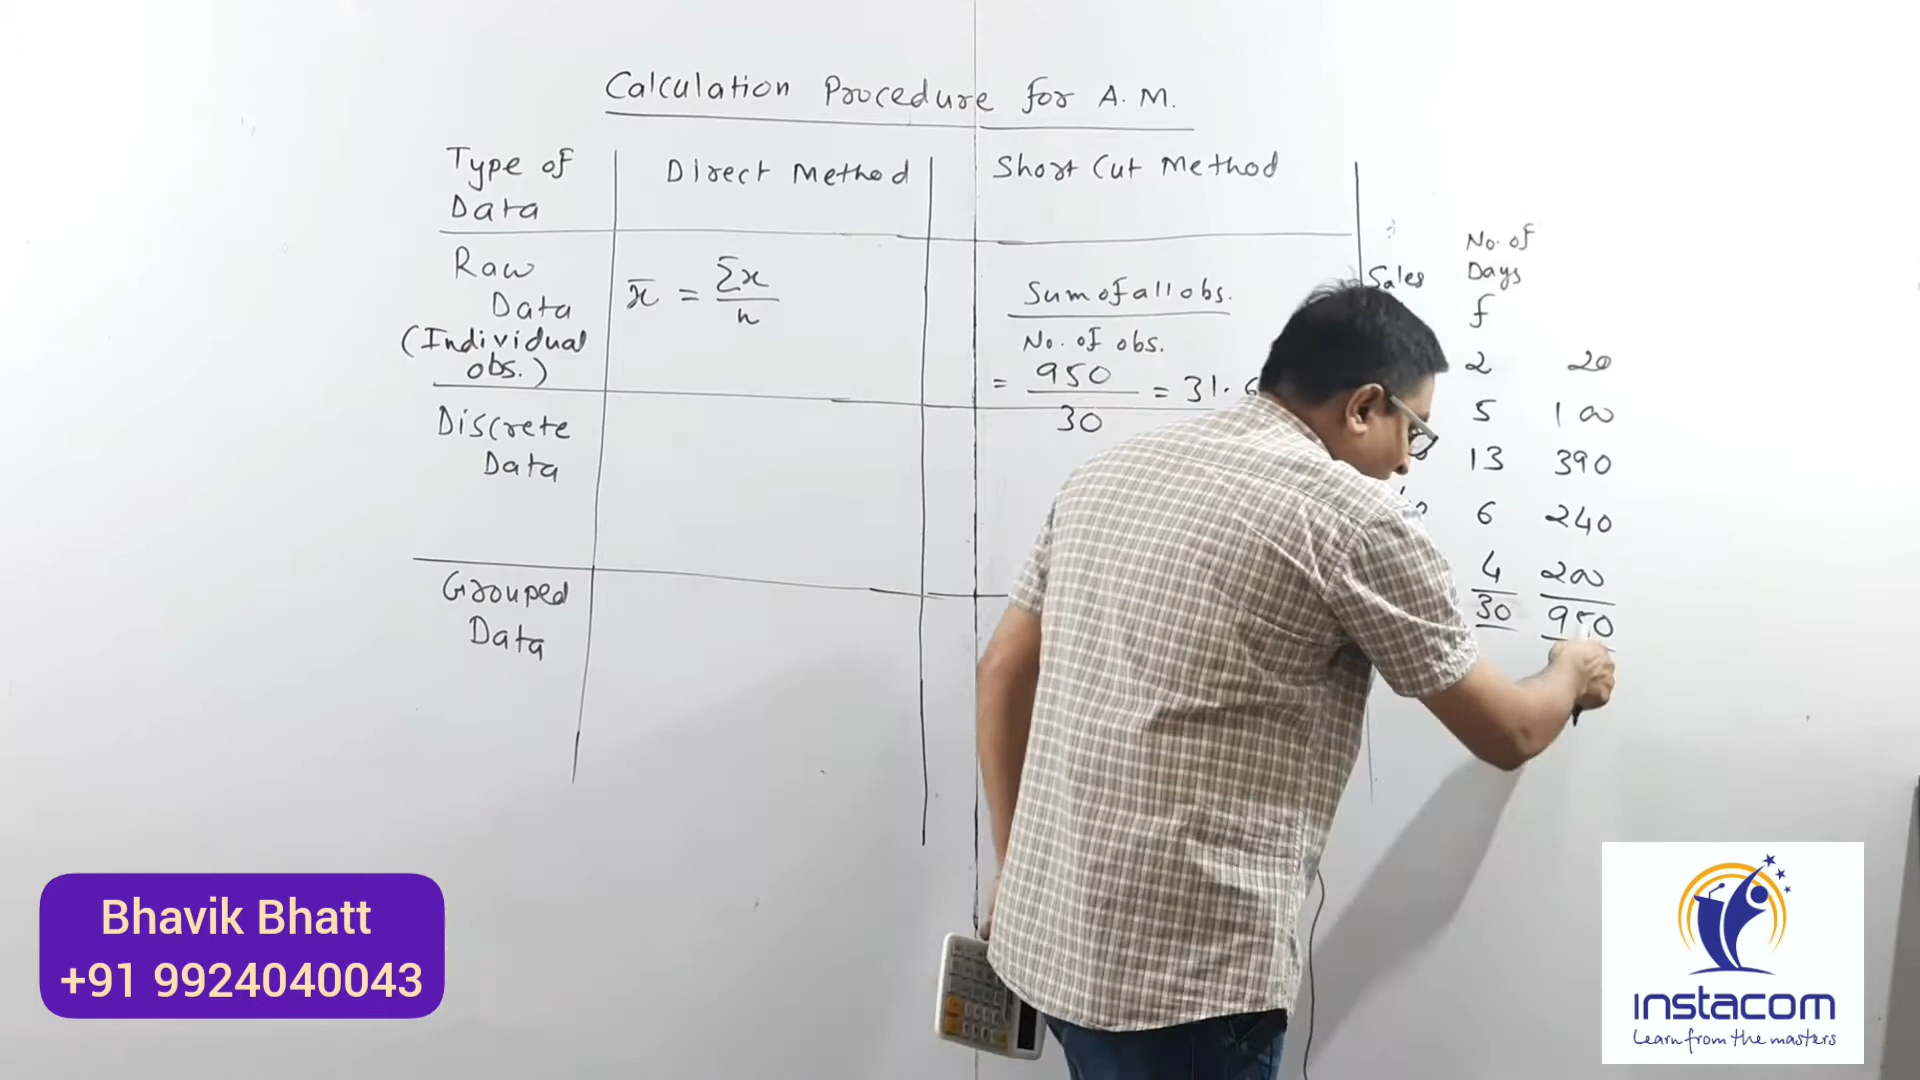 Calculation Procedure for A.M.
Type of Data
Direct Method
Short Cut Method
Raw Data
(Individual obs.)
x̄ = Σx
n
Sum of all obs.
No. of obs.
= 950 = 31.6
30
Discrete Data
Grouped Data
Sales
No. of Days
f
2 20
5 100
13 390
6 240
4 200
30 950
Bhavik Bhatt
+91 9924040043
ınstacom
Learn from the masters